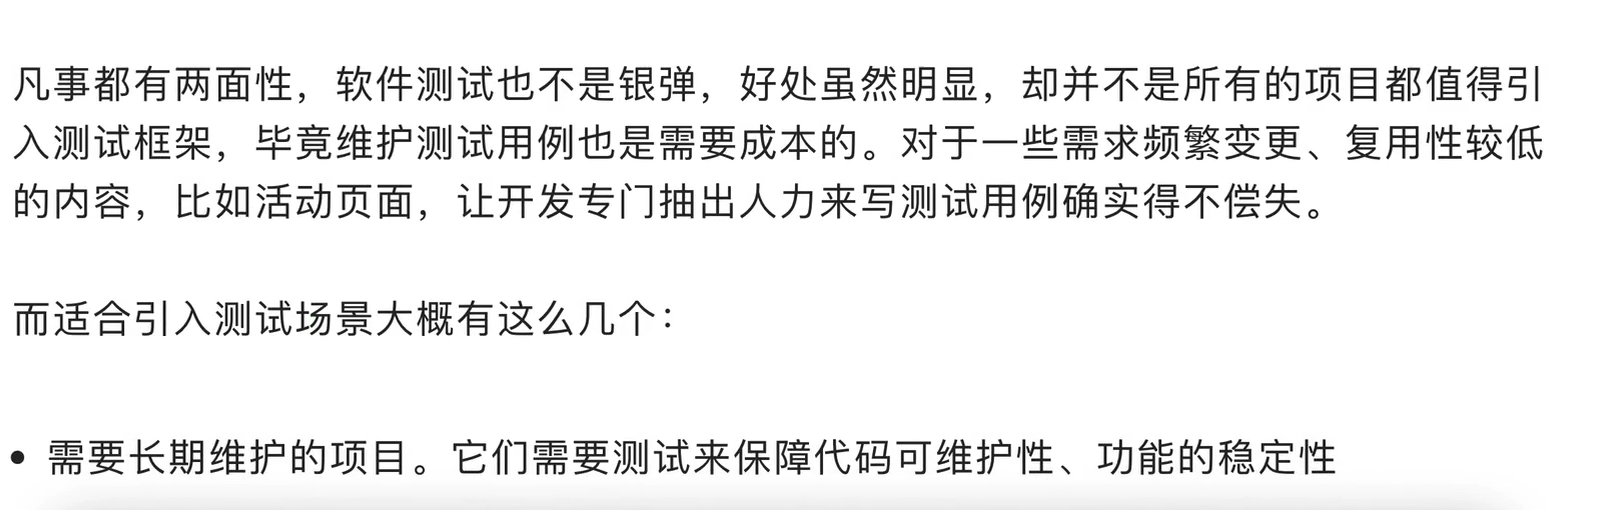 凡事都有两面性，软件测试也不是银弹，好处虽然明显，却并不是所有的项目都值得引
入测试框架，毕竟维护测试用例也是需要成本的。对于一些需求频繁变更、复用性较低
的内容，比如活动页面，让开发专门抽出人力来写测试用例确实得不偿失。
而适合引入测试场景大概有这么几个：
• 需要长期维护的项目。它们需要测试来保障代码可维护性、功能的稳定性